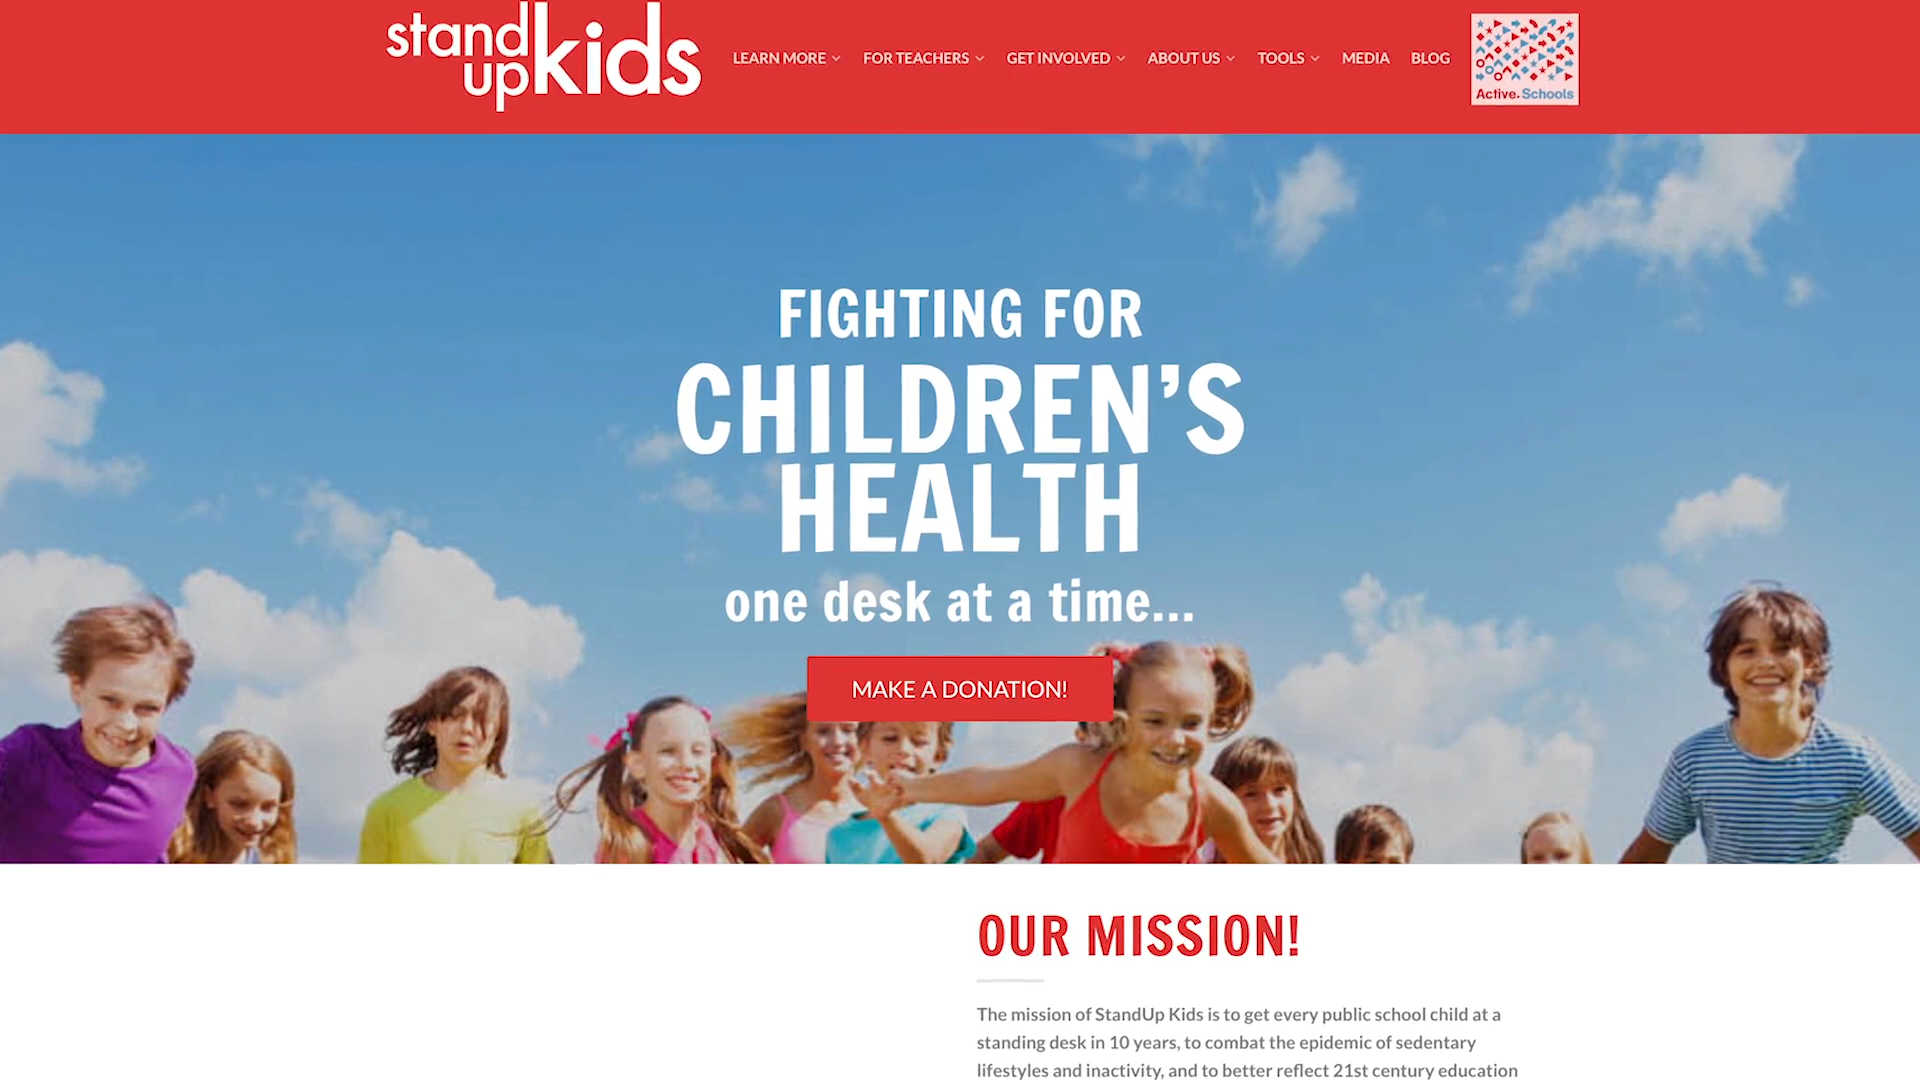 stand
up kids
LEARN MORE
FOR TEACHERS
GET INVOLVED
ABOUT US
TOOLS
MEDIA
BLOG
Active.Schools
FIGHTING FOR
CHILDREN'S
HEALTH
one desk at a time...
MAKE A DONATION!
OUR MISSION!
The mission of StandUp Kids is to get every public school child at a
standing desk in 10 years, to combat the epidemic of sedentary
lifestyles and inactivity, and to better reflect 21st century education